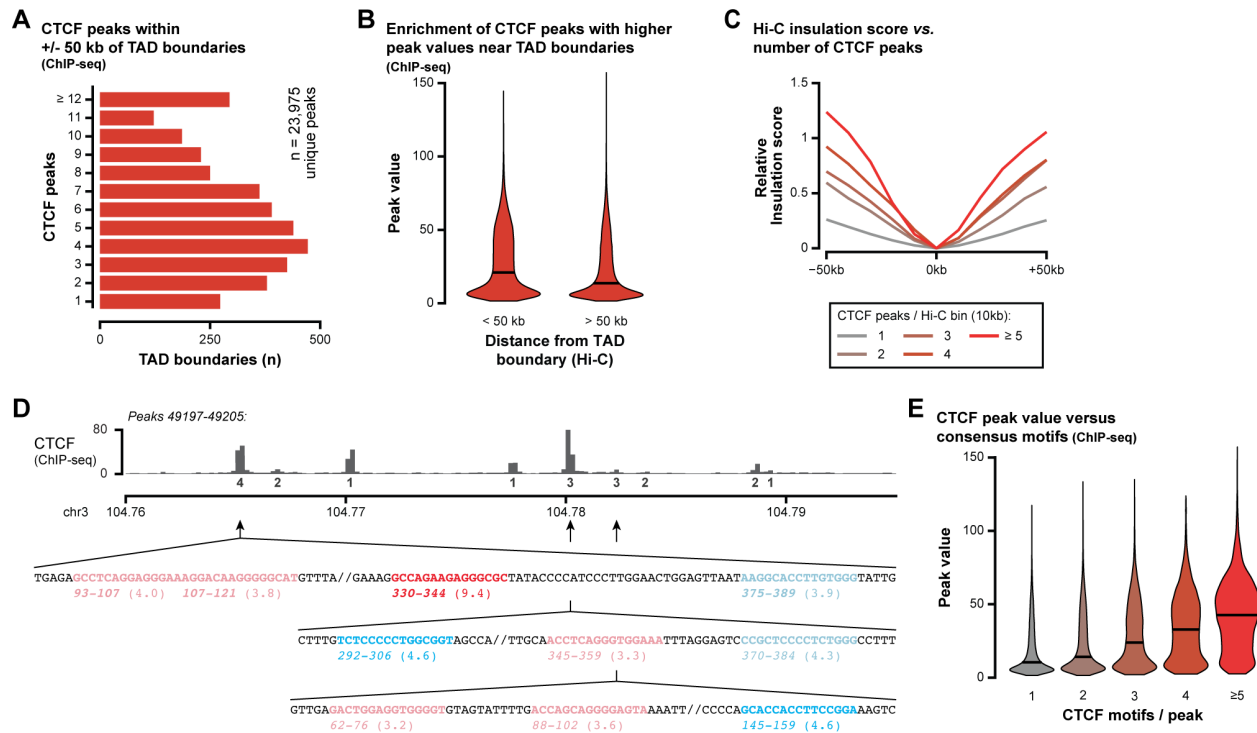 A
CTCF peaks within
+/- 50 kb of TAD boundaries
(ChIP-seq)
CTCF peaks
≥ 12
11
10
9
8
7
6
5
4
3
2
1
n = 23,975
unique peaks
0
250
500
TAD boundaries (n)
B
Enrichment of CTCF peaks with higher
peak values near TAD boundaries
(ChIP-seq)
Peak value
150
100
50
0
< 50 kb
> 50 kb
Distance from TAD
boundary (Hi-C)
C
Hi-C insulation score vs.
number of CTCF peaks
Relative
Insulation score
1.5
1
0.5
0
−50kb
0kb
+50kb
CTCF peaks / Hi-C bin (10kb):
1
3
≥ 5
2
4
D
Peaks 49197-49205:
CTCF
(ChIP-seq)
80
0
4 2 1 1 3 3 2 2 1
chr3
104.76
104.77
104.78
104.79
TGAGAGCCTCAGGAGGGAAAGGACAAGGGGGCATGTTTA//GAAAGGCCAGAAGAGGGCGCTATACCCCATCCCTTGGAACTGGAGTTAATAAGGCACCTTGTGGGTATTG
93-107 (4.0) 107-121 (3.8) 330-344 (9.4) 375-389 (3.9)
CTTTGTCTCCCCCTGGCGGTAGCCA//TTGCAACCTCAGGGTGGAAATTTAGGAGTCCCGCTCCCCTCTGGGCCTTT
292-306 (4.6) 345-359 (3.3) 370-384 (4.3)
GTTGAGACTGGAGGTGGGGTGTAGTATTTTGACCAGCAGGGGAGTAAAATT//CCCCAGCACCACCTTCCGGAAAGTC
62-76 (3.2) 88-102 (3.6) 145-159 (4.6)
E
CTCF peak value versus
consensus motifs (ChIP-seq)
Peak value
150
100
50
0
1
2
3
4
≥5
CTCF motifs / peak